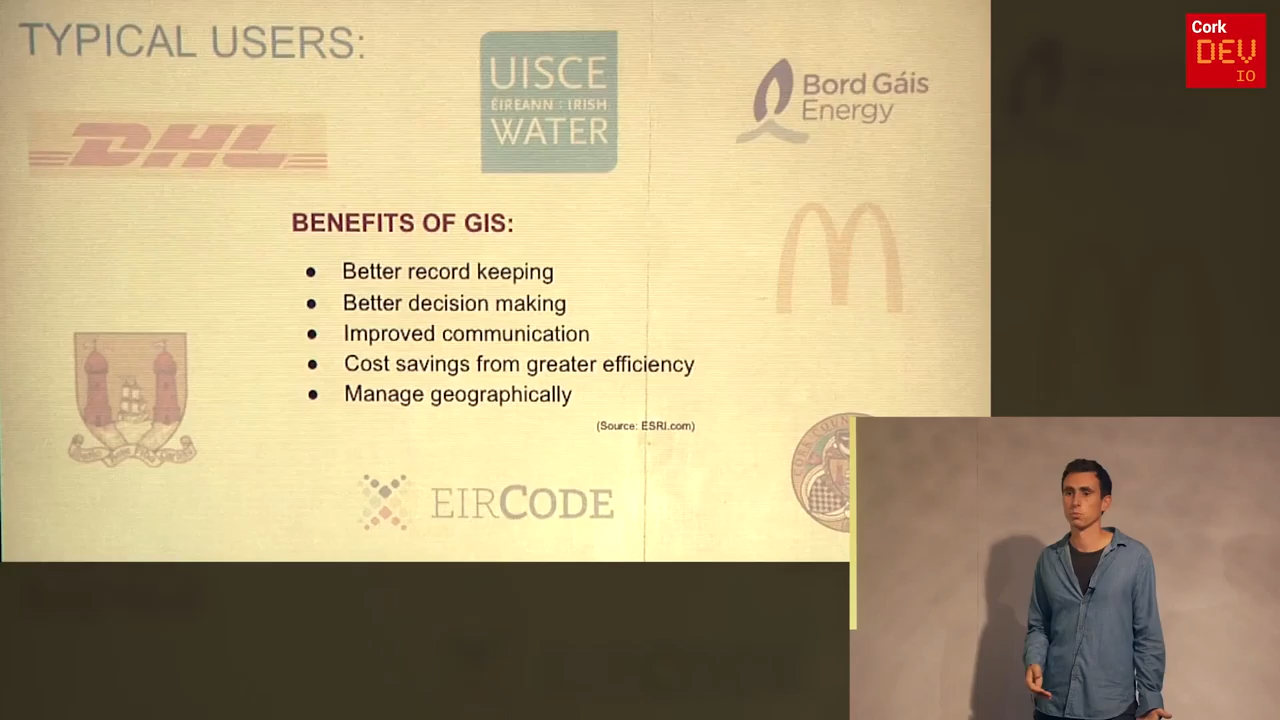 TYPICAL USERS:
Cork
DEV
IO
UISCE
ÉIREANN : IRISH
WATER
Bord Gáis
Energy
DHL
BENEFITS OF GIS:
● Better record keeping
● Better decision making
● Improved communication
● Cost savings from greater efficiency
● Manage geographically
(Source: ESRI.com)
EIRCODE